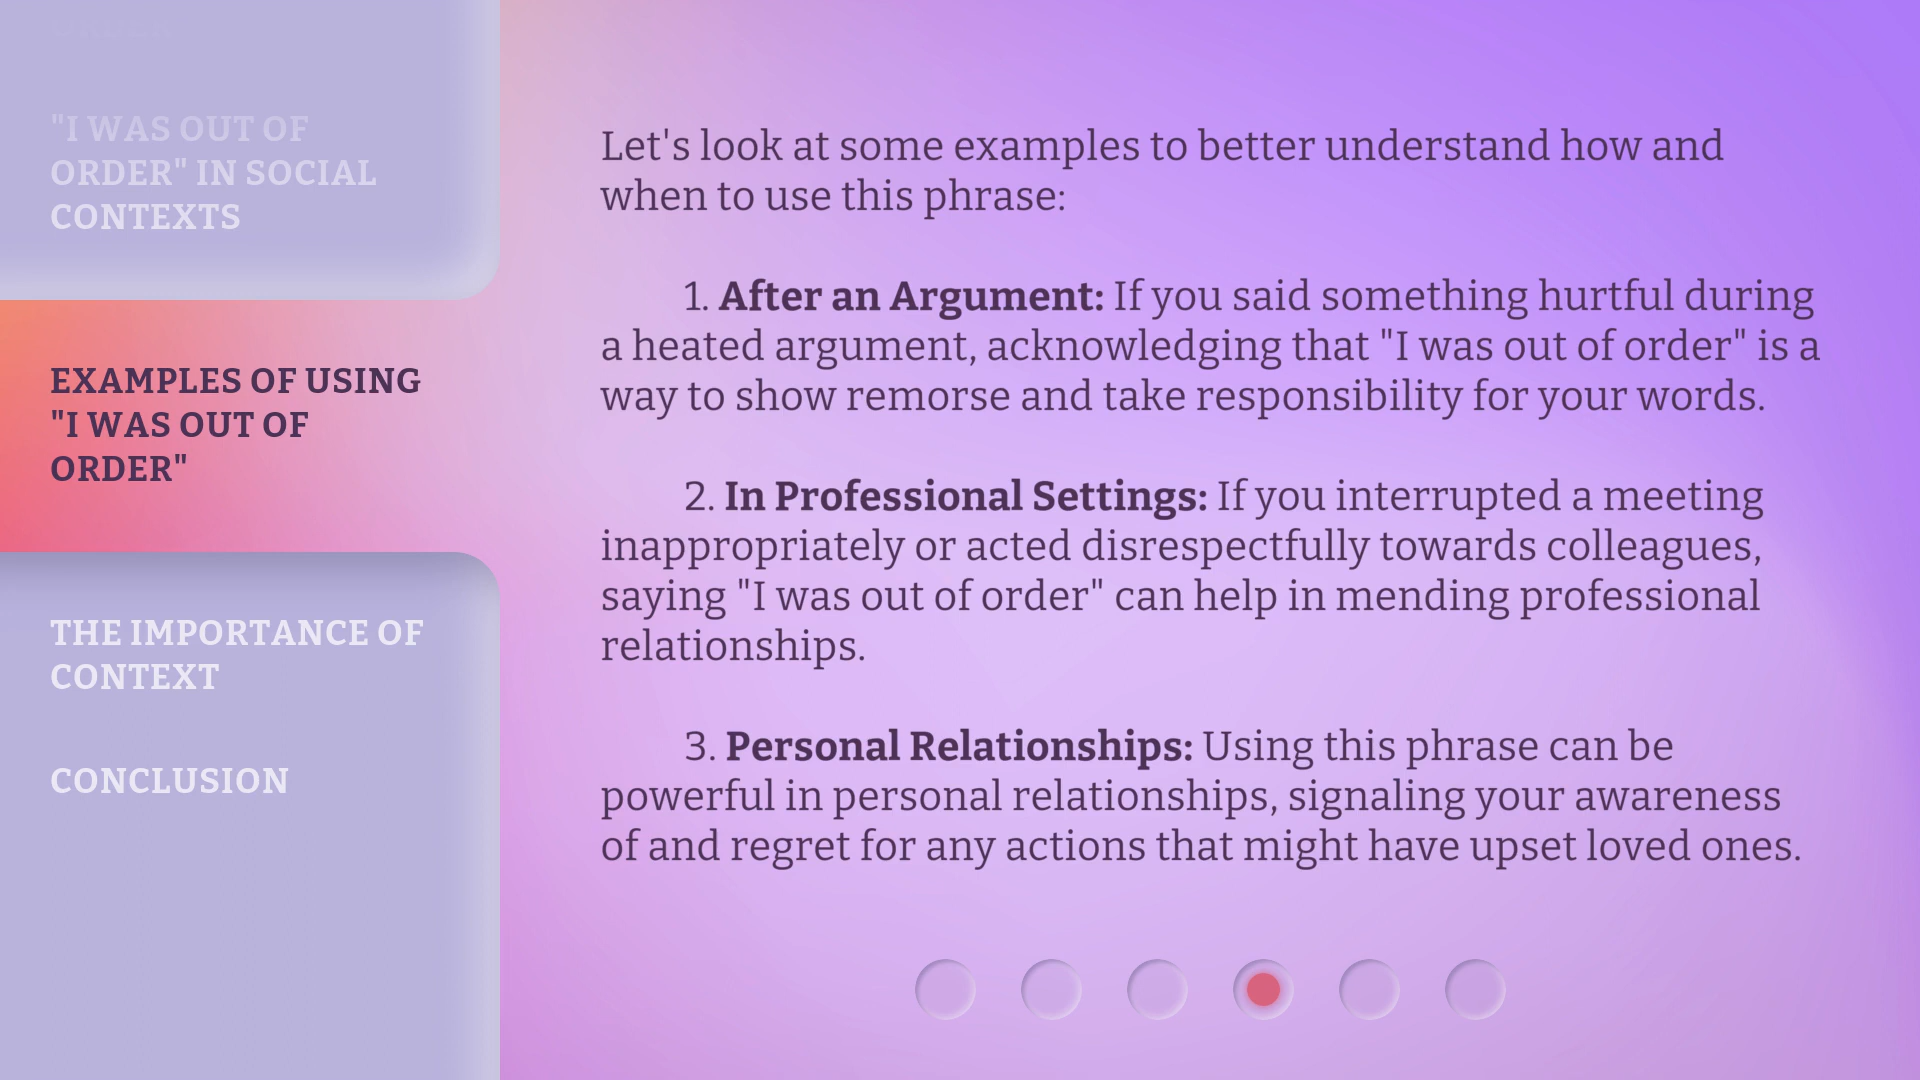 "I WAS OUT OF
ORDER" IN SOCIAL
CONTEXTS
EXAMPLES OF USING
"I WAS OUT OF
ORDER"
THE IMPORTANCE OF
CONTEXT
CONCLUSION
Let's look at some examples to better understand how and
when to use this phrase:
1. After an Argument: If you said something hurtful during
a heated argument, acknowledging that "I was out of order" is a
way to show remorse and take responsibility for your words.
2. In Professional Settings: If you interrupted a meeting
inappropriately or acted disrespectfully towards colleagues,
saying "I was out of order" can help in mending professional
relationships.
3. Personal Relationships: Using this phrase can be
powerful in personal relationships, signaling your awareness
of and regret for any actions that might have upset loved ones.